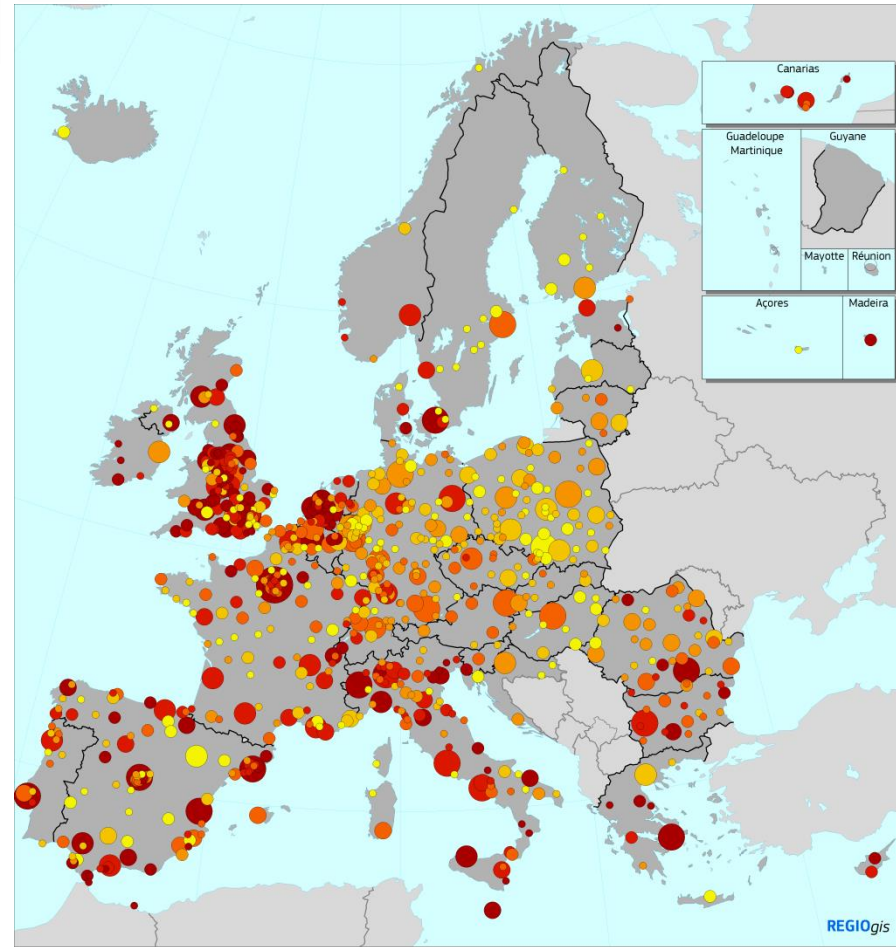 Canarias
Guadeloupe
Martinique
Guyane
Mayotte
Réunion
Açores
Madeira
REGIOgis